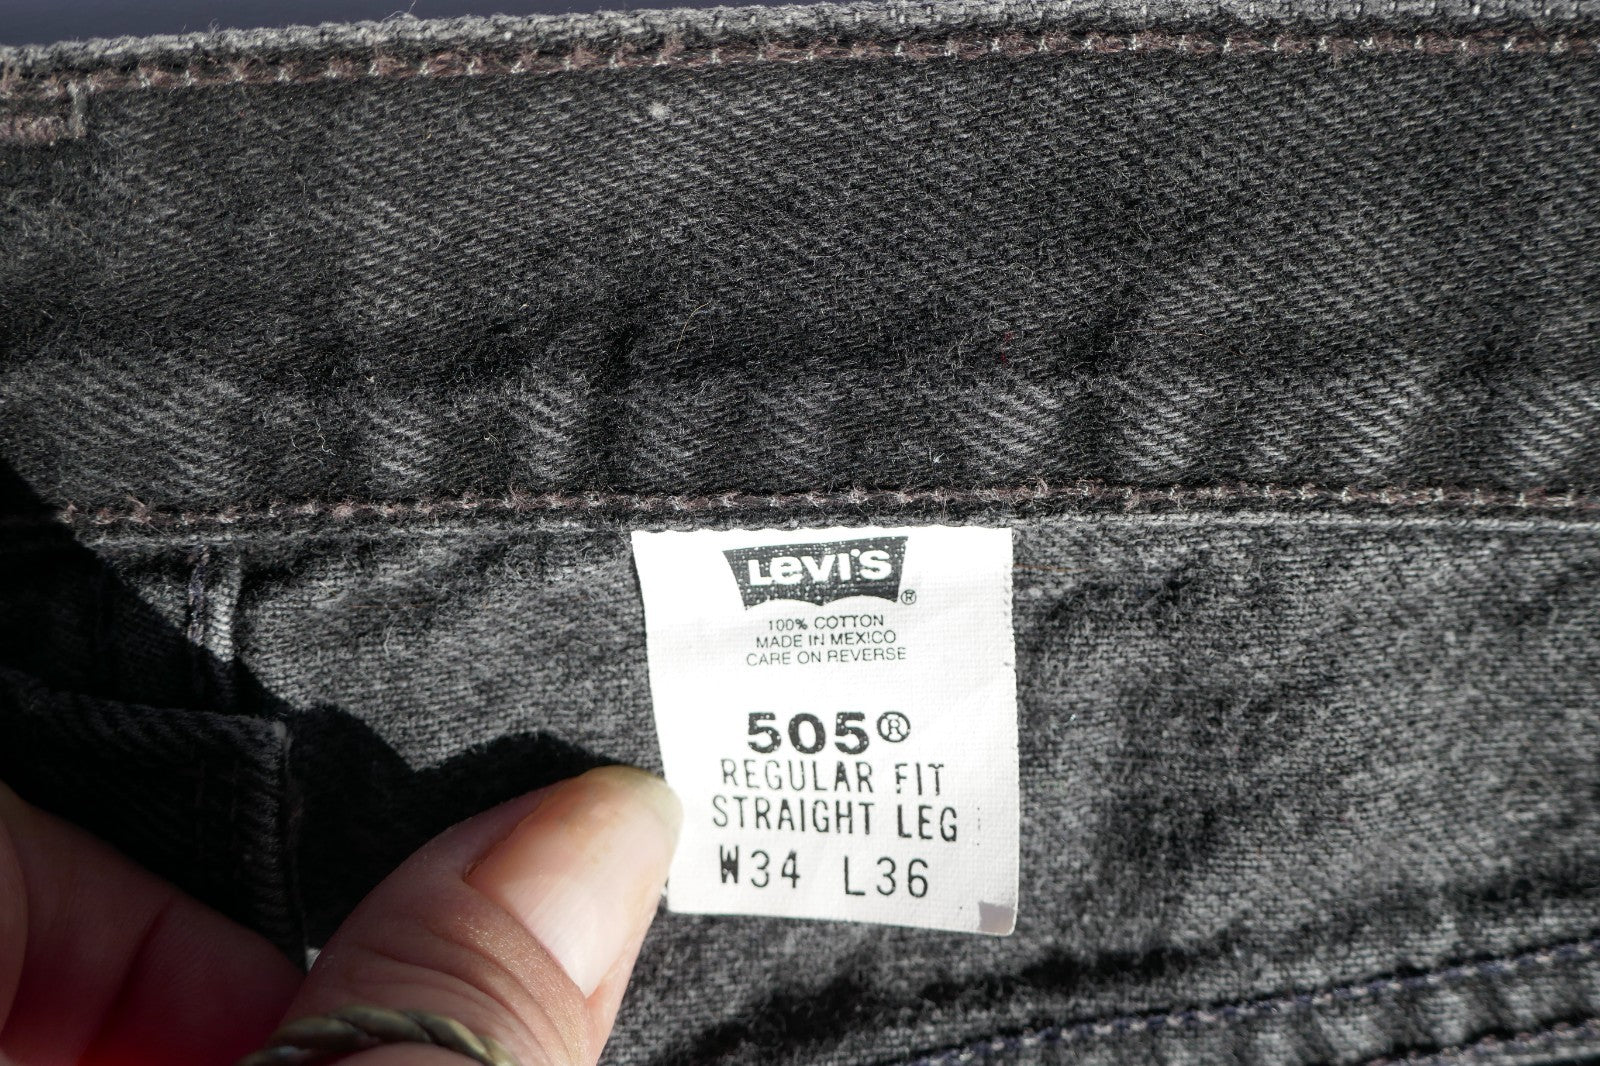 Levi's ®
100% COTTON
MADE IN MEXICO
CARE ON REVERSE
505®
REGULAR FIT
STRAIGHT LEG
W34 L36